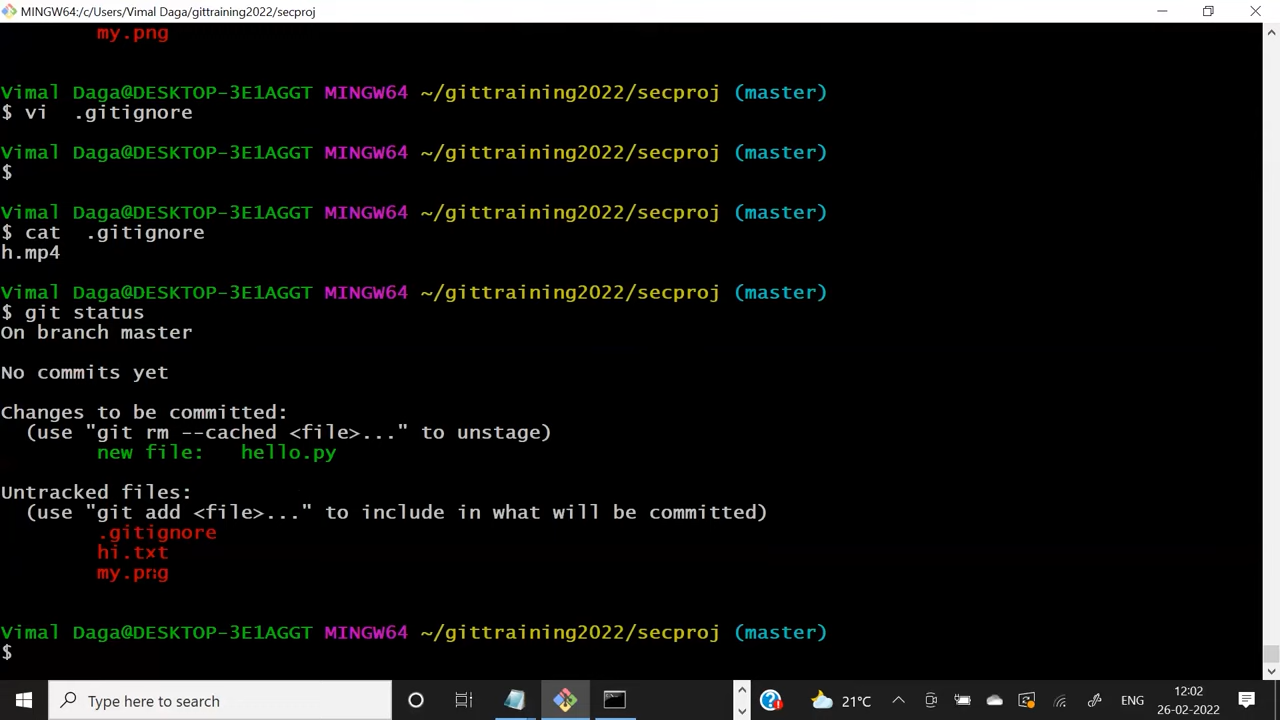 MINGW64:/c/Users/Vimal Daga/gittraining2022/secproj
my.png
Vimal Daga@DESKTOP-3E1AGGT MINGW64 ~/gittraining2022/secproj (master)
$ vi  .gitignore
Vimal Daga@DESKTOP-3E1AGGT MINGW64 ~/gittraining2022/secproj (master)
$
Vimal Daga@DESKTOP-3E1AGGT MINGW64 ~/gittraining2022/secproj (master)
$ cat  .gitignore
h.mp4
Vimal Daga@DESKTOP-3E1AGGT MINGW64 ~/gittraining2022/secproj (master)
$ git status
On branch master
No commits yet
Changes to be committed:
(use "git rm --cached <file>..." to unstage)
new file:   hello.py
Untracked files:
(use "git add <file>..." to include in what will be committed)
.gitignore
hi.txt
my.png
Vimal Daga@DESKTOP-3E1AGGT MINGW64 ~/gittraining2022/secproj (master)
$
Type here to search
21°C
ENG
12:02
26-02-2022